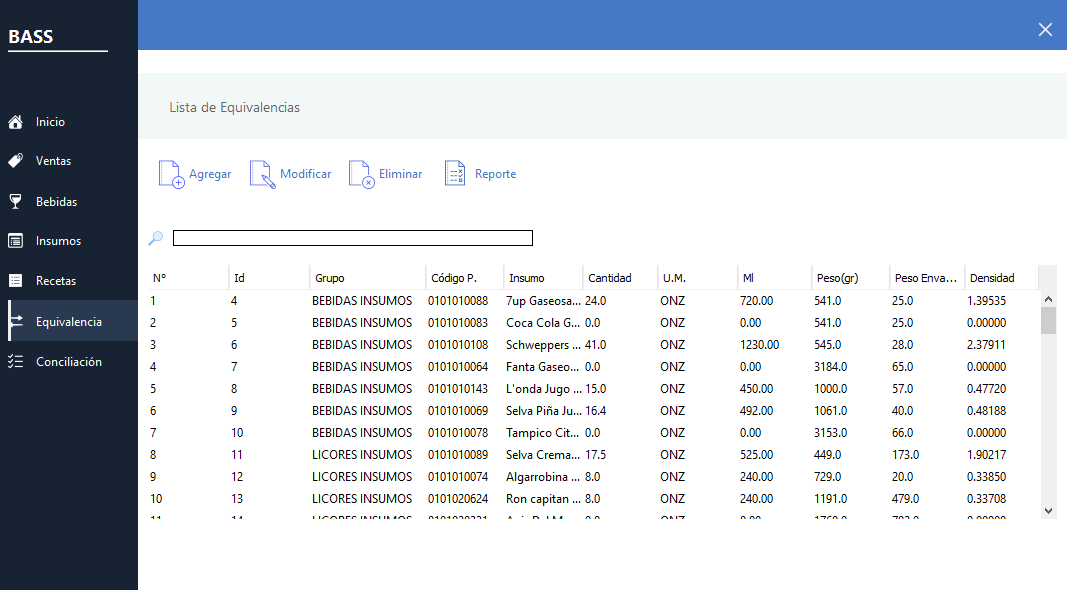 BASS
Inicio
Ventas
Bebidas
Insumos
Recetas
Equivalencia
Conciliación
Lista de Equivalencias
Agregar Modificar Eliminar Reporte
N° Id Grupo Código P. Insumo Cantidad U.M. Ml Peso(gr) Peso Enva... Densidad
1 4 BEBIDAS INSUMOS 0101010088 7up Gaseosa... 24.0 ONZ 720.00 541.0 25.0 1.39535
2 5 BEBIDAS INSUMOS 0101010083 Coca Cola G... 0.0 ONZ 0.00 541.0 25.0 0.00000
3 6 BEBIDAS INSUMOS 0101010108 Schweppers ... 41.0 ONZ 1230.00 545.0 28.0 2.37911
4 7 BEBIDAS INSUMOS 0101010064 Fanta Gaseo... 0.0 ONZ 0.00 3184.0 65.0 0.00000
5 8 BEBIDAS INSUMOS 0101010143 L'onda Jugo ... 15.0 ONZ 450.00 1000.0 57.0 0.47720
6 9 BEBIDAS INSUMOS 0101010069 Selva Piña Ju... 16.4 ONZ 492.00 1061.0 40.0 0.48188
7 10 BEBIDAS INSUMOS 0101010078 Tampico Cit... 0.0 ONZ 0.00 3153.0 66.0 0.00000
8 11 LICORES INSUMOS 0101010089 Selva Crema... 17.5 ONZ 525.00 449.0 173.0 1.90217
9 12 LICORES INSUMOS 0101010074 Algarrobina ... 8.0 ONZ 240.00 729.0 20.0 0.33850
10 13 LICORES INSUMOS 0101020624 Ron capitan ... 8.0 ONZ 240.00 1191.0 479.0 0.33708
11 14 LICORES INSUMOS